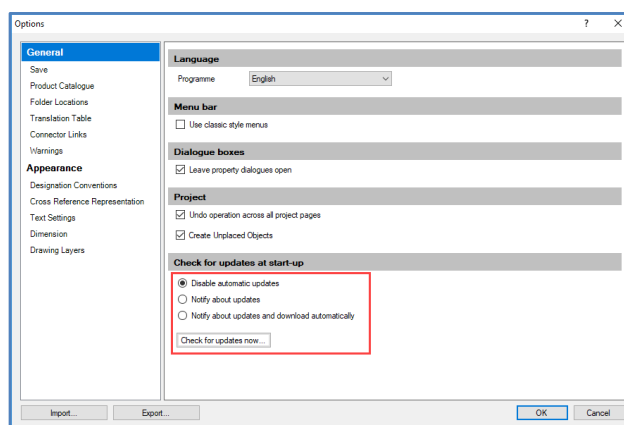 Options
? X
General
Save
Product Catalogue
Folder Locations
Translation Table
Connector Links
Warnings
Appearance
Designation Conventions
Cross Reference Representation
Text Settings
Dimension
Drawing Layers
Language
Programme English
Menu bar
Use classic style menus
Dialogue boxes
Leave property dialogues open
Project
Undo operation across all project pages
Create Unplaced Objects
Check for updates at start-up
Disable automatic updates
Notify about updates
Notify about updates and download automatically
Check for updates now...
Import... Export... OK Cancel